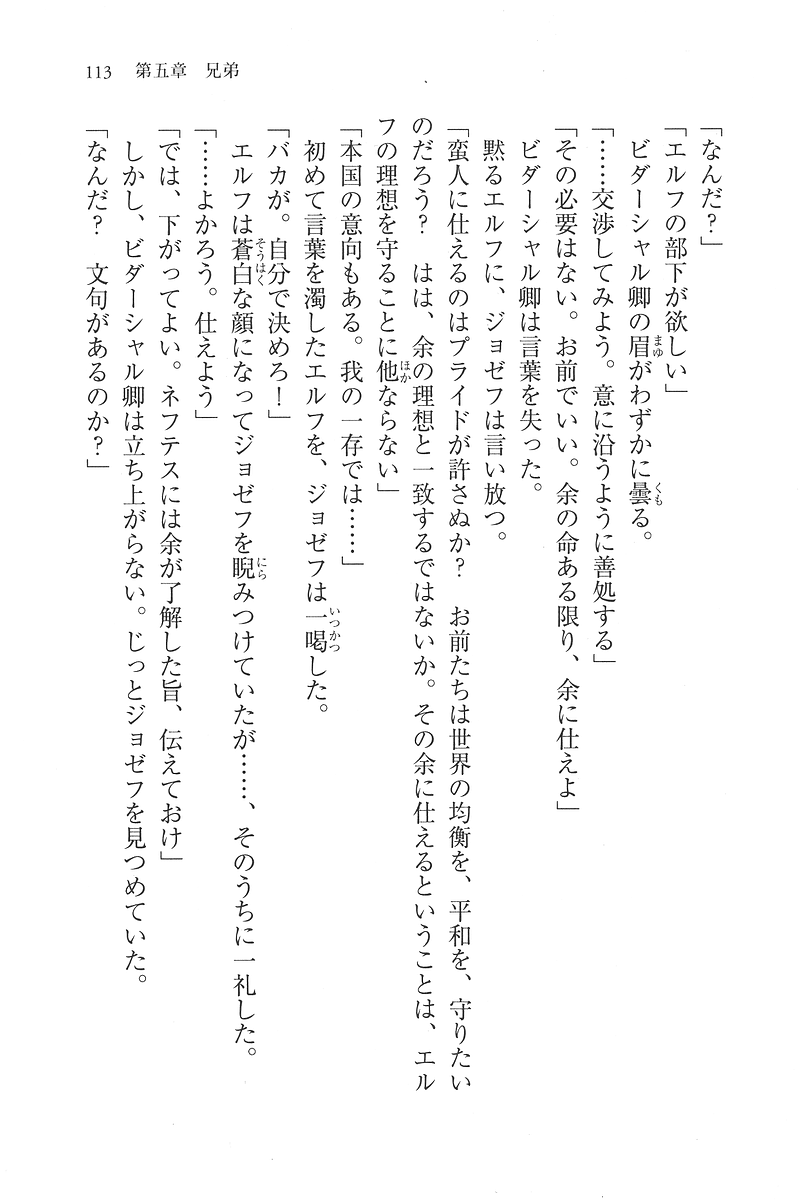 113　第五章　兄弟
「なんだ？」
「エルフの部下が欲しい」
　ビダーシャル卿の眉がわずかに曇る。
「……交渉してみよう。意に沿うように善処する」
「その必要はない。お前でいい。余の命ある限り、余に仕えよ」
　ビダーシャル卿は言葉を失った。
　黙るエルフに、ジョゼフは言い放つ。
「蛮人に仕えるのはプライドが許さぬか？　お前たちは世界の均衡を、平和を、守りたい
のだろう？　はは、余の理想と一致するではないか。その余に仕えるということは、エル
フの理想を守ることに他ならない」
「本国の意向もある。我の一存では……」
　初めて言葉を濁したエルフを、ジョゼフは一喝した。
「バカが。自分で決めろ！」
　エルフは蒼白な顔になってジョゼフを睨みつけていたが……、そのうちに一礼した。
「……よかろう。仕えよう」
「では、下がってよい。ネフテスには余が了解した旨、伝えておけ」
　しかし、ビダーシャル卿は立ち上がらない。じっとジョゼフを見つめていた。
「なんだ？　文句があるのか？」